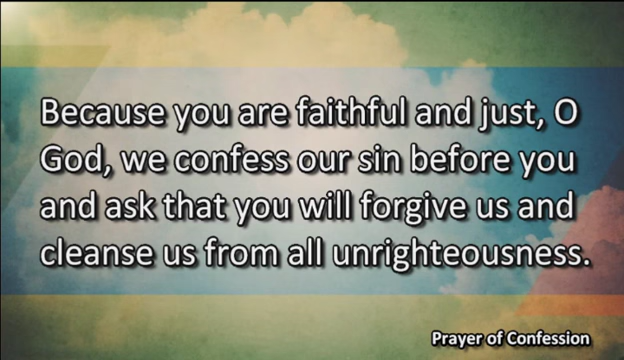 Because you are faithful and just, O
God, we confess our sin before you
and ask that you will forgive us and
cleanse us from all unrighteousness.
Prayer of Confession